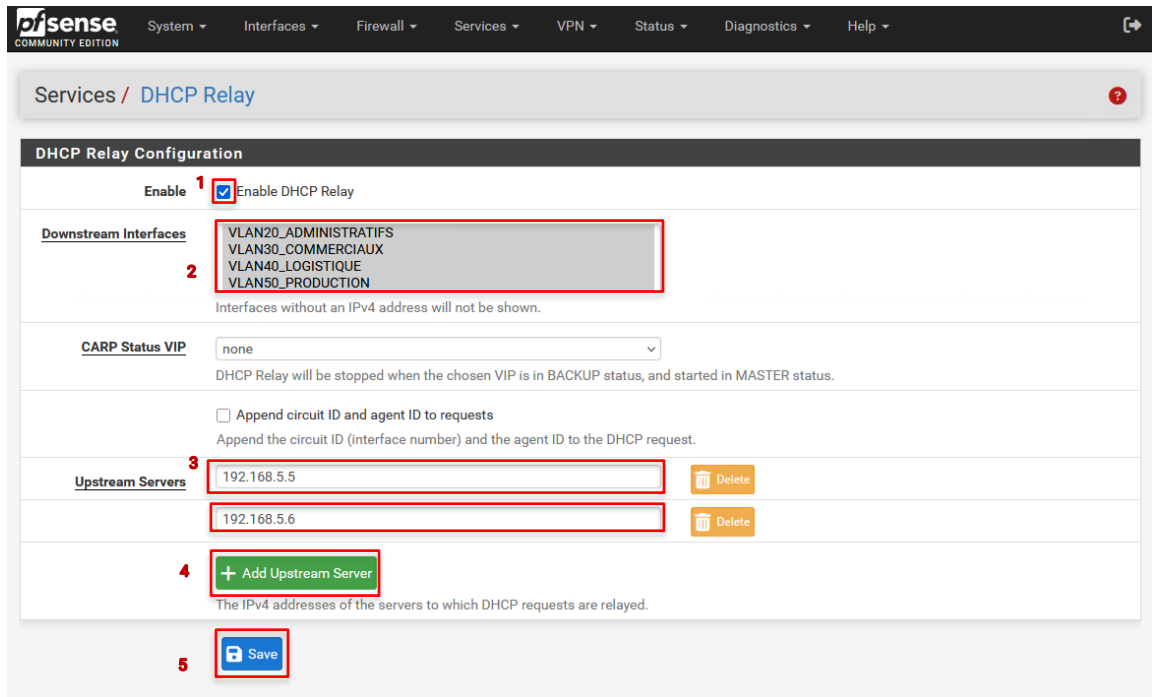 pfsense
COMMUNITY EDITION
System
Interfaces
Firewall
Services
VPN
Status
Diagnostics
Help
Services / DHCP Relay
?
DHCP Relay Configuration
Enable
1
Enable DHCP Relay
Downstream Interfaces
2
VLAN20_ADMINISTRATIFS
VLAN30_COMMERCIAUX
VLAN40_LOGISTIQUE
VLAN50_PRODUCTION
Interfaces without an IPv4 address will not be shown.
CARP Status VIP
none
DHCP Relay will be stopped when the chosen VIP is in BACKUP status, and started in MASTER status.
Append circuit ID and agent ID to requests
Append the circuit ID (interface number) and the agent ID to the DHCP request.
3
Upstream Servers
192.168.5.5
Delete
192.168.5.6
Delete
4
+ Add Upstream Server
The IPv4 addresses of the servers to which DHCP requests are relayed.
5
Save